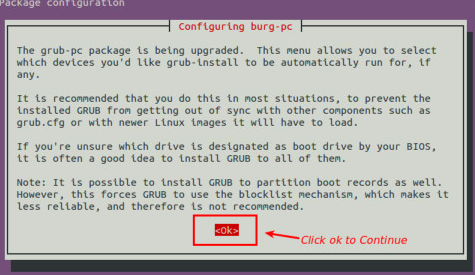 Package configuration
Configuring burg-pc
The grub-pc package is being upgraded.  This menu allows you to select
which devices you'd like grub-install to be automatically run for, if
any.
It is recommended that you do this in most situations, to prevent the
installed GRUB from getting out of sync with other components such as
grub.cfg or with newer Linux images it will have to load.
If you're unsure which drive is designated as boot drive by your BIOS,
it is often a good idea to install GRUB to all of them.
Note: It is possible to install GRUB to partition boot records as well.
However, this forces GRUB to use the blocklist mechanism, which makes it
less reliable, and therefore is not recommended.
<Ok>
Click ok to Continue